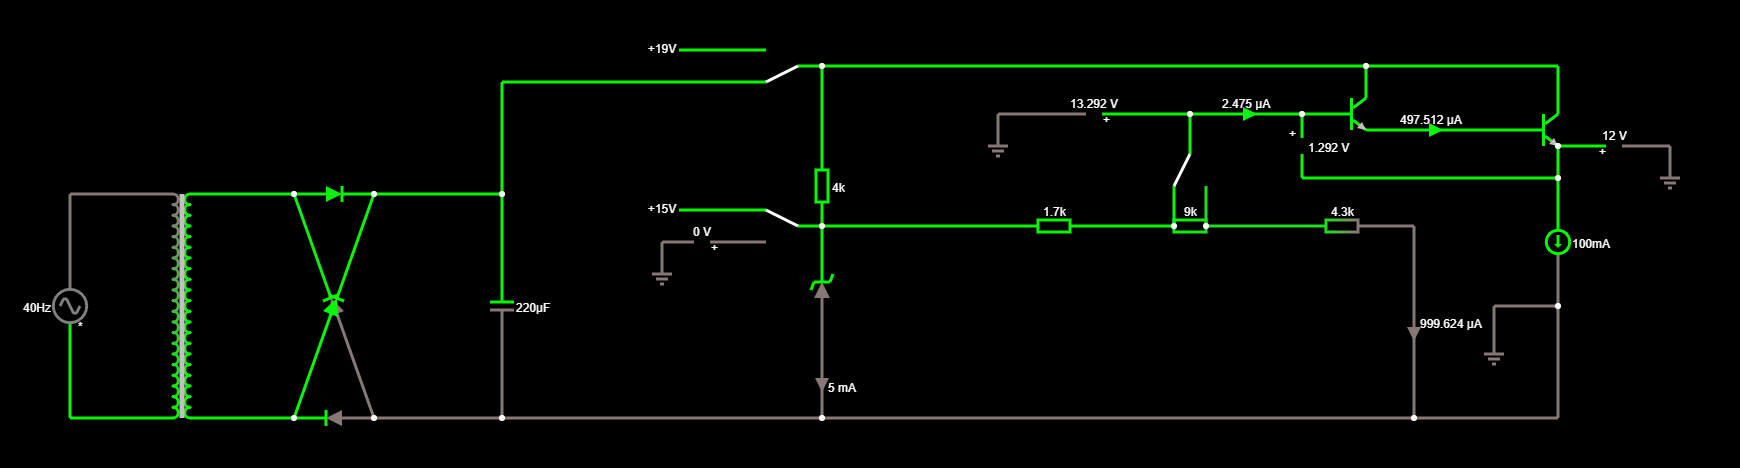 +19V
13.292 V
+
2.475 µA
497.512 µA
+
1.292 V
12 V
+
4k
+15V
1.7k
9k
4.3k
0 V
+
100mA
40Hz
*
220µF
999.624 µA
5 mA